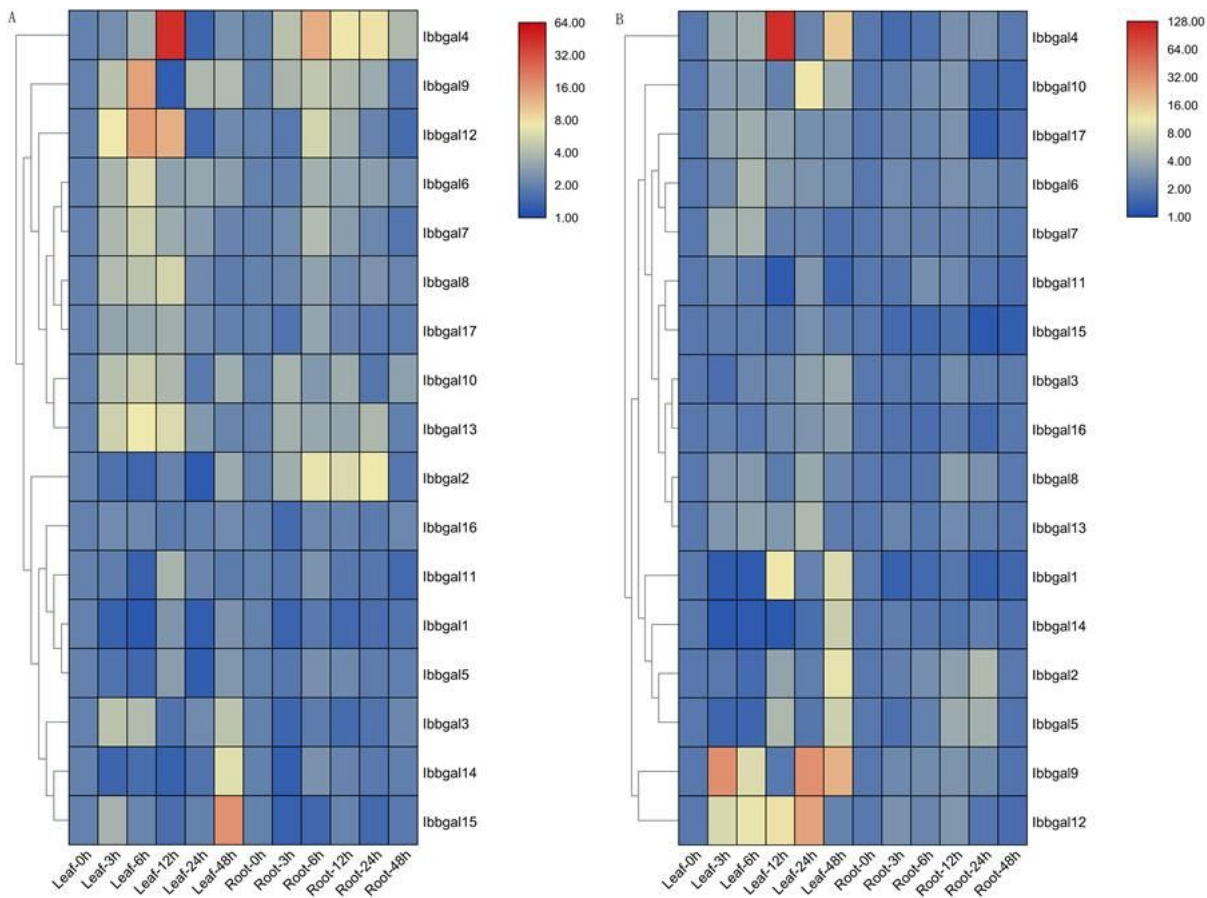 A
64.00
32.00
16.00
8.00
4.00
2.00
1.00
Ibbgal4
Ibbgal9
Ibbgal12
Ibbgal6
Ibbgal7
Ibbgal8
Ibbgal17
Ibbgal10
Ibbgal13
Ibbgal2
Ibbgal16
Ibbgal11
Ibbgal1
Ibbgal5
Ibbgal3
Ibbgal14
Ibbgal15
Leaf-0h
Leaf-3h
Leaf-6h
Leaf-12h
Leaf-24h
Leaf-48h
Root-0h
Root-3h
Root-6h
Root-12h
Root-24h
Root-48h
B
128.00
64.00
32.00
16.00
8.00
4.00
2.00
1.00
Ibbgal4
Ibbgal10
Ibbgal17
Ibbgal6
Ibbgal7
Ibbgal11
Ibbgal15
Ibbgal3
Ibbgal16
Ibbgal8
Ibbgal13
Ibbgal1
Ibbgal14
Ibbgal2
Ibbgal5
Ibbgal9
Ibbgal12
Leaf-0h
Leaf-3h
Leaf-6h
Leaf-12h
Leaf-24h
Leaf-48h
Root-0h
Root-3h
Root-6h
Root-12h
Root-24h
Root-48h